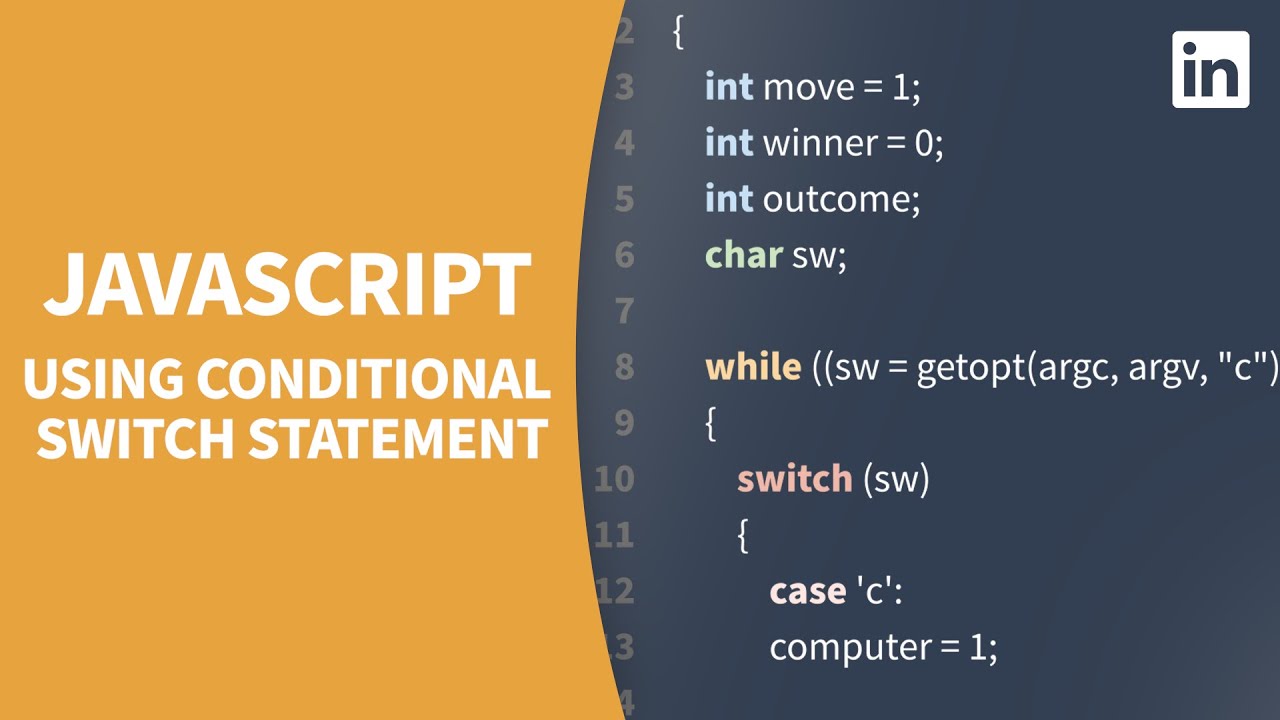 JAVASCRIPT
USING CONDITIONAL
SWITCH STATEMENT
in
2 {
3 int move = 1;
4 int winner = 0;
5 int outcome;
6 char sw;
7
8 while ((sw = getopt(argc, argv, "c")
9 {
10 switch (sw)
11 {
12 case 'c':
13 computer = 1;
4